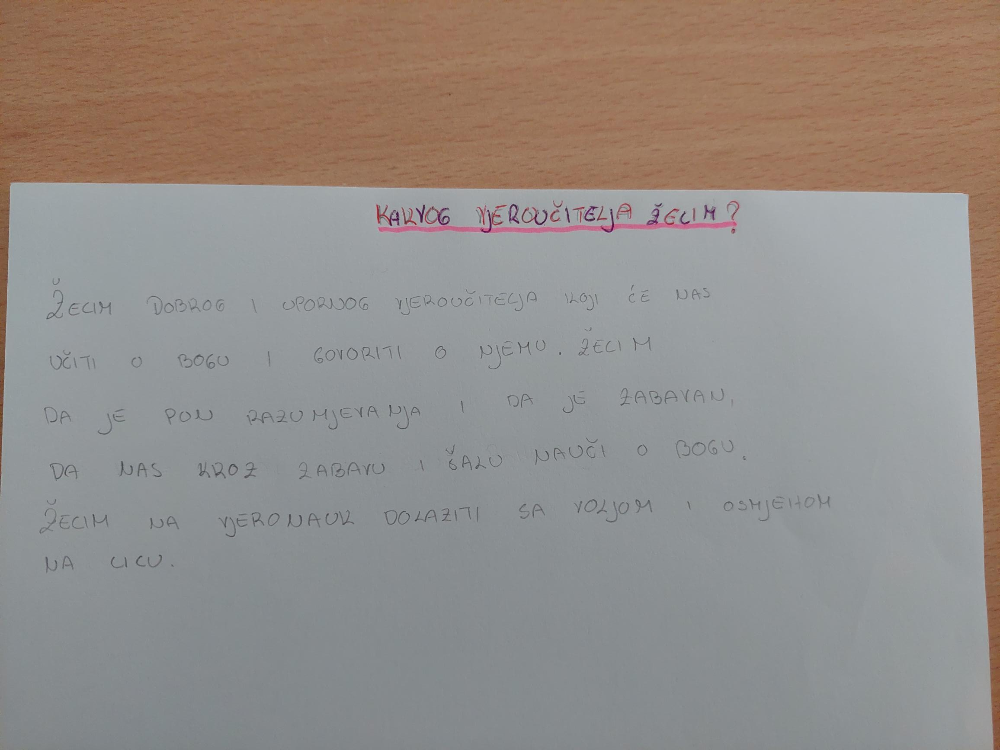 KAKVOG VJEROUČITELJA ŽELIM?
ŽELIM DOBROG I UPORNOG VJEROUČITELJA KOJI ĆE NAS
UČITI O BOGU I GOVORITI O NJEMU. ŽELIM
DA JE PUN RAZUMJEVANJA I DA JE ZABAVAN,
DA NAS KROZ ZABAVU I ŠALU NAUČI O BOGU.
ŽELIM NA VJERONAUK DOLAZITI SA VOLJOM I OSMJEHOM
NA LICU.